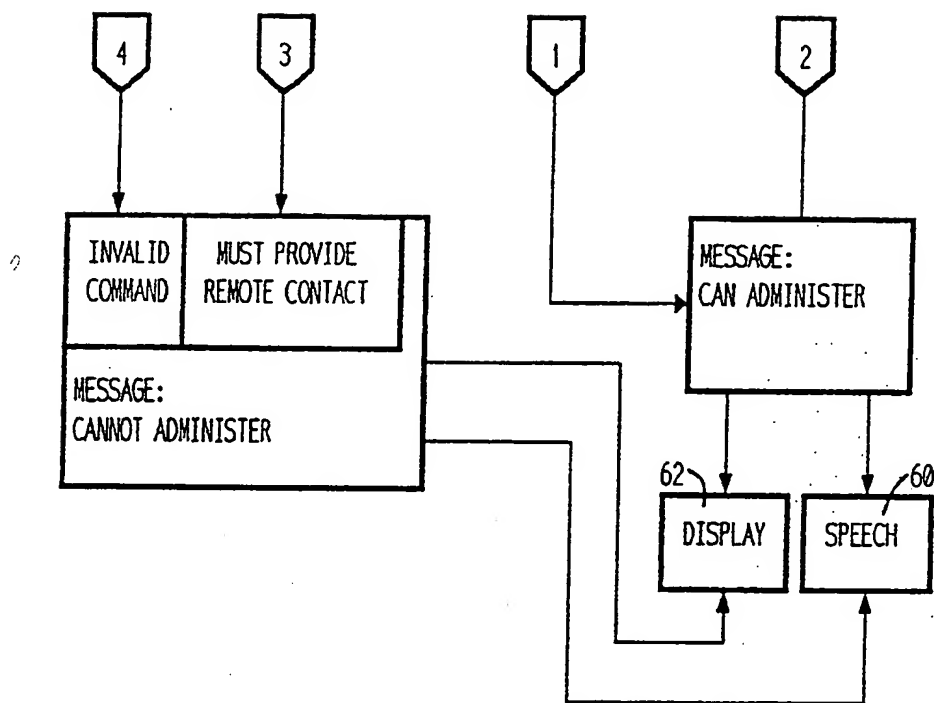 4
3
1
2
INVALID
COMMAND
MUST PROVIDE
REMOTE CONTACT
MESSAGE:
CANNOT ADMINISTER
MESSAGE:
CAN ADMINISTER
62
60
DISPLAY
SPEECH